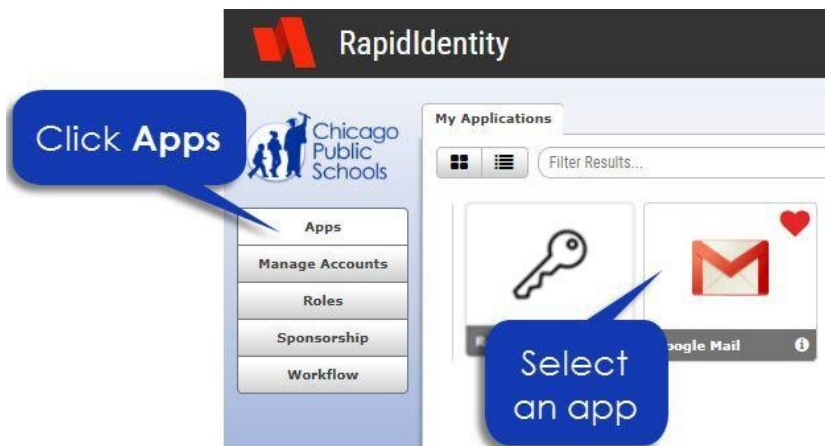 RapidIdentity
Click Apps
Chicago
Public
Schools
My Applications
Filter Results...
Apps
Manage Accounts
Roles
Sponsorship
Workflow
oogle Mail
Select
an app